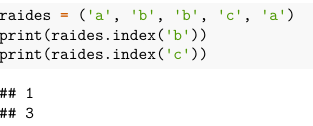 raides = ('a', 'b', 'b', 'c', 'a')
print(raides.index('b'))
print(raides.index('c'))
## 1
## 3